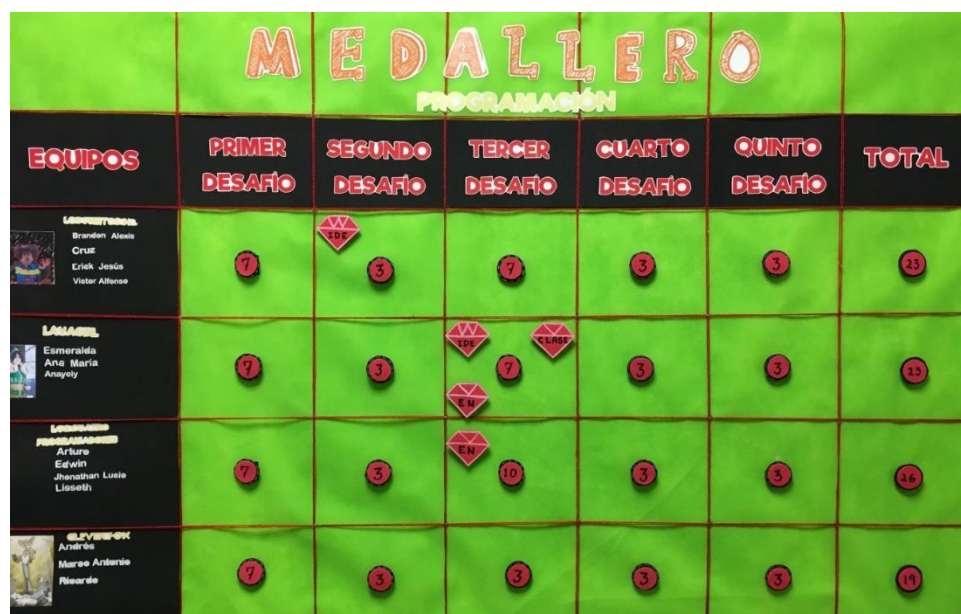 MEDALLERO
PROGRAMACIÓN
EQUIPOS
PRIMER DESAFÍO
SEGUNDO DESAFÍO
TERCER DESAFÍO
CUARTO DESAFÍO
QUINTO DESAFÍO
TOTAL
Brandon Alexis
Cruz
Erick Jesús
Victor Alfonso
W
IDE
7
3
7
3
3
23
Esmeralda
Ana María
Anayely
W
IDE
CLASE
EN
7
3
7
3
3
23
PROGRAMADORES
Arturo
Edwin
Jhonathan Lucio
Lisseth
EN
7
3
10
3
3
26
Andrés
Marco Antonio
Ricardo
7
3
3
3
3
19